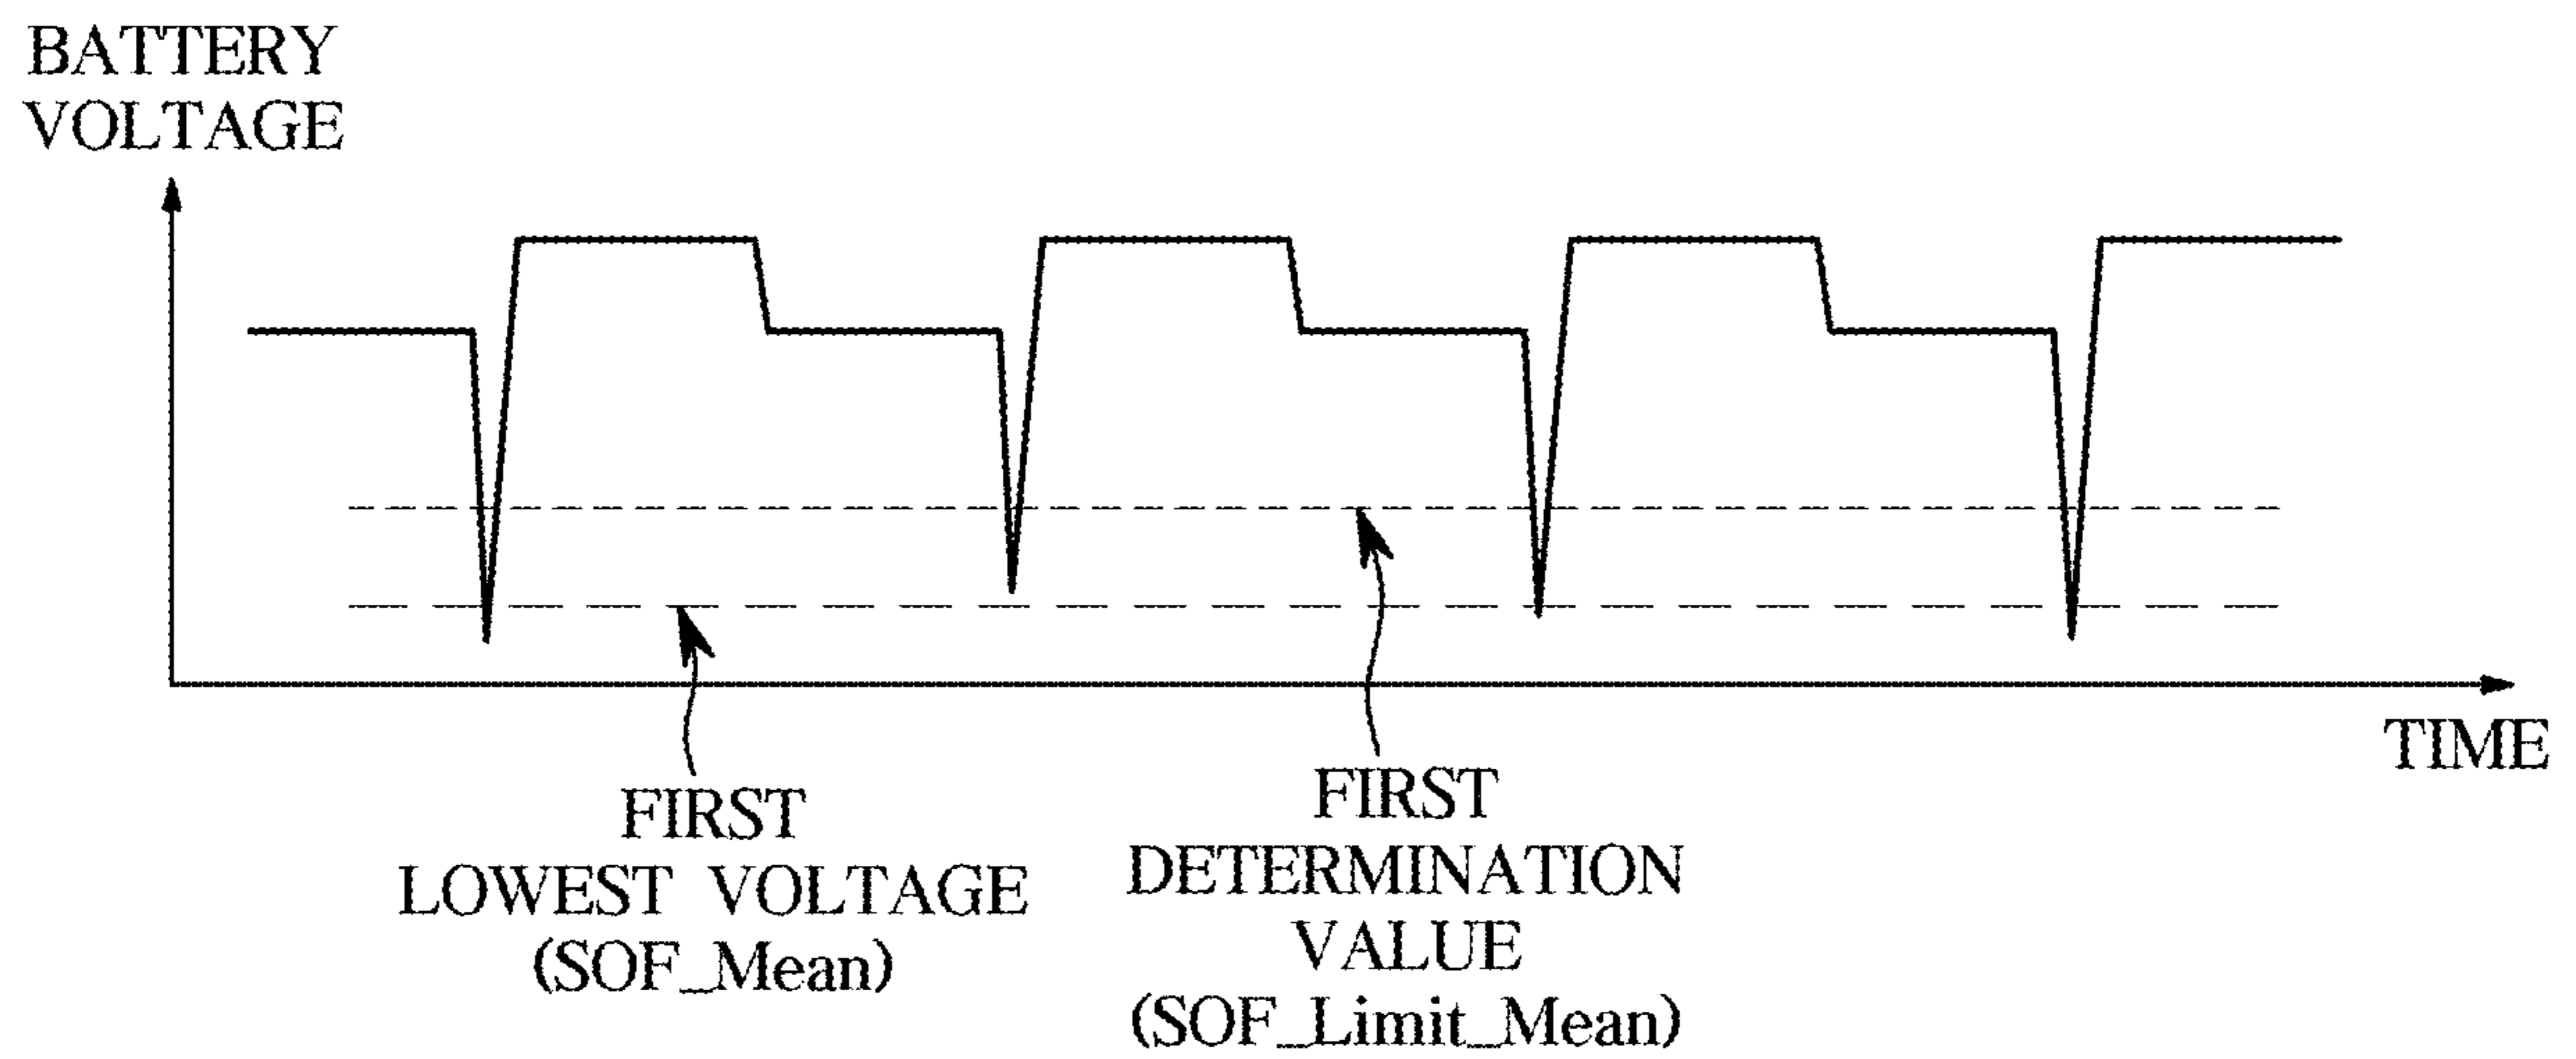 BATTERY
VOLTAGE
TIME
FIRST
LOWEST VOLTAGE
(SOF_Mean)
FIRST
DETERMINATION
VALUE
(SOF_Limit_Mean)